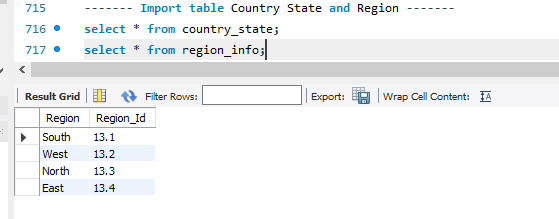 715 ------- Import table Country State and Region -------
716 select * from country_state;
717 select * from region_info;
Result Grid Filter Rows: Export: Wrap Cell Content: IA
Region Region_Id
South 13.1
West 13.2
North 13.3
East 13.4